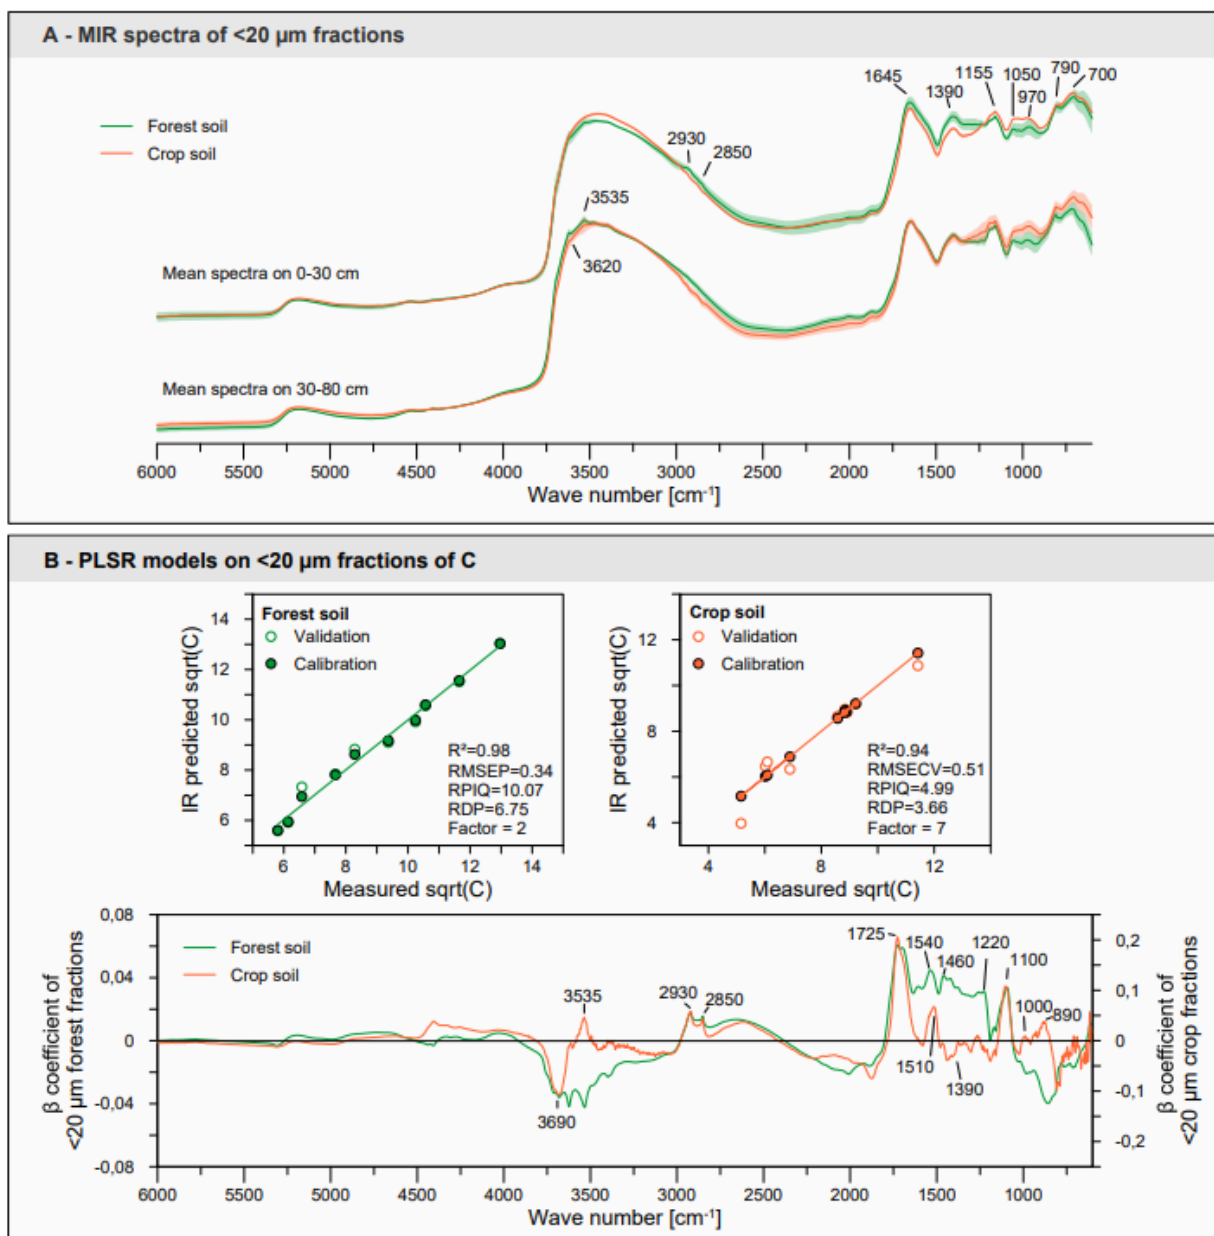 A - MIR spectra of <20 µm fractions
Forest soil
Crop soil
1645
1390
1155
1050
970
790
700
2930
2850
3535
3620
Mean spectra on 0-30 cm
Mean spectra on 30-80 cm
6000 5500 5000 4500 4000 3500 3000 2500 2000 1500 1000
Wave number [cm⁻¹]
B - PLSR models on <20 µm fractions of C
IR predicted sqrt(C)
14
12
10
8
6
Forest soil
Validation
Calibration
R²=0.98
RMSEP=0.34
RPIQ=10.07
RDP=6.75
Factor = 2
6 8 10 12 14
Measured sqrt(C)
IR predicted sqrt(C)
12
8
4
Crop soil
Validation
Calibration
R²=0.94
RMSECV=0.51
RPIQ=4.99
RDP=3.66
Factor = 7
4 8 12
Measured sqrt(C)
β coefficient of
<20 µm forest fractions
0,08
0,04
0
-0,04
-0,08
Forest soil
Crop soil
3535
3690
2930
2850
1725
1540
1460
1220
1100
1510
1390
1000
890
0,2
0,1
0
-0,1
-0,2
β coefficient of
<20 µm crop fractions
6000 5500 5000 4500 4000 3500 3000 2500 2000 1500 1000
Wave number [cm⁻¹]